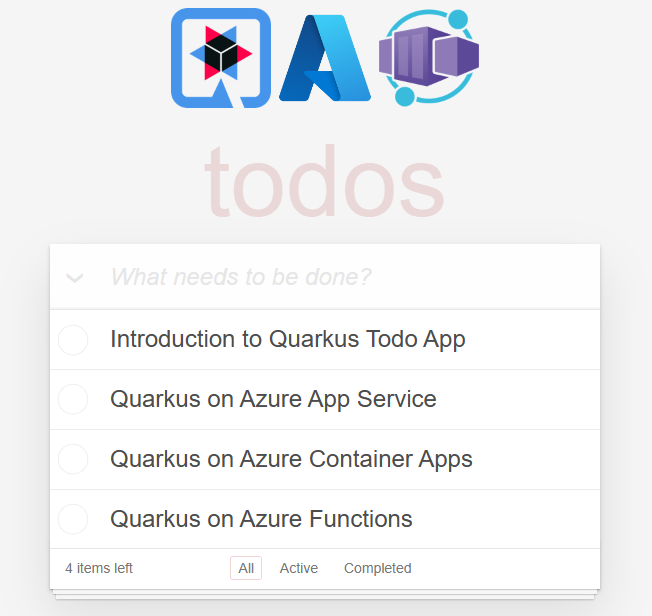 todos
What needs to be done?
Introduction to Quarkus Todo App
Quarkus on Azure App Service
Quarkus on Azure Container Apps
Quarkus on Azure Functions
4 items left All Active Completed